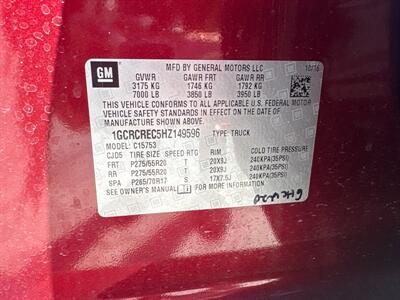 GM
MFD BY GENERAL MOTORS LLC 10/16
GVWR GAWR FRT GAWR RR
3175 KG 1746 KG 1792 KG
7000 LB 3850 LB 3950 LB
THIS VEHICLE CONFORMS TO ALL APPLICABLE U.S. FEDERAL MOTOR
VEHICLE SAFETY, BUMPER, AND THEFT PREVENTION STANDARDS IN
EFFECT ON THE DATE OF MANUFACTURE SHOWN ABOVE.
1GCRCREC5HZ149596 TYPE: TRUCK
MODEL: C15753
CJD5 TIRE SIZE SPEED RTG RIM COLD TIRE PRESSURE
FRT P275/55R20 T 20X9J 240KPA(35PSI)
RR P275/55R20 T 20X9J 240KPA(35PSI)
SPA P265/70R17 S 17X7.5J 240KPA(35PSI)
SEE OWNER'S MANUAL FOR MORE INFORMATION.